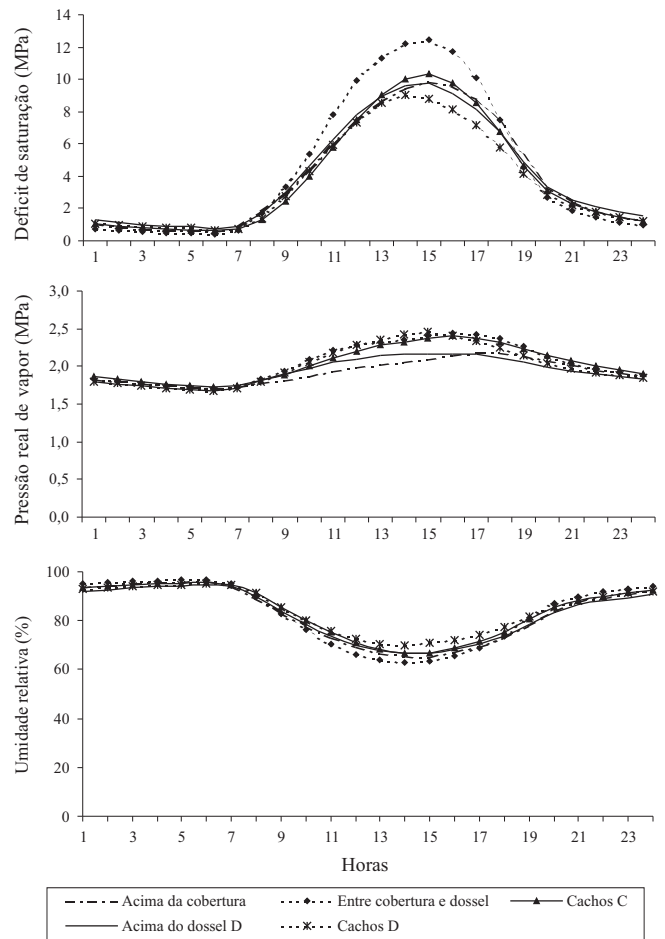 Deficit de saturação (MPa)
14
12
10
8
6
4
2
0
1 3 5 7 9 11 13 15 17 19 21 23
Pressão real de vapor (MPa)
3,0
2,5
2,0
1,5
1,0
0,5
0,0
1 3 5 7 9 11 13 15 17 19 21 23
Umidade relativa (%)
100
80
60
40
20
0
1 3 5 7 9 11 13 15 17 19 21 23
Horas
Acima da cobertura Entre cobertura e dossel Cachos C
Acima do dossel D Cachos D